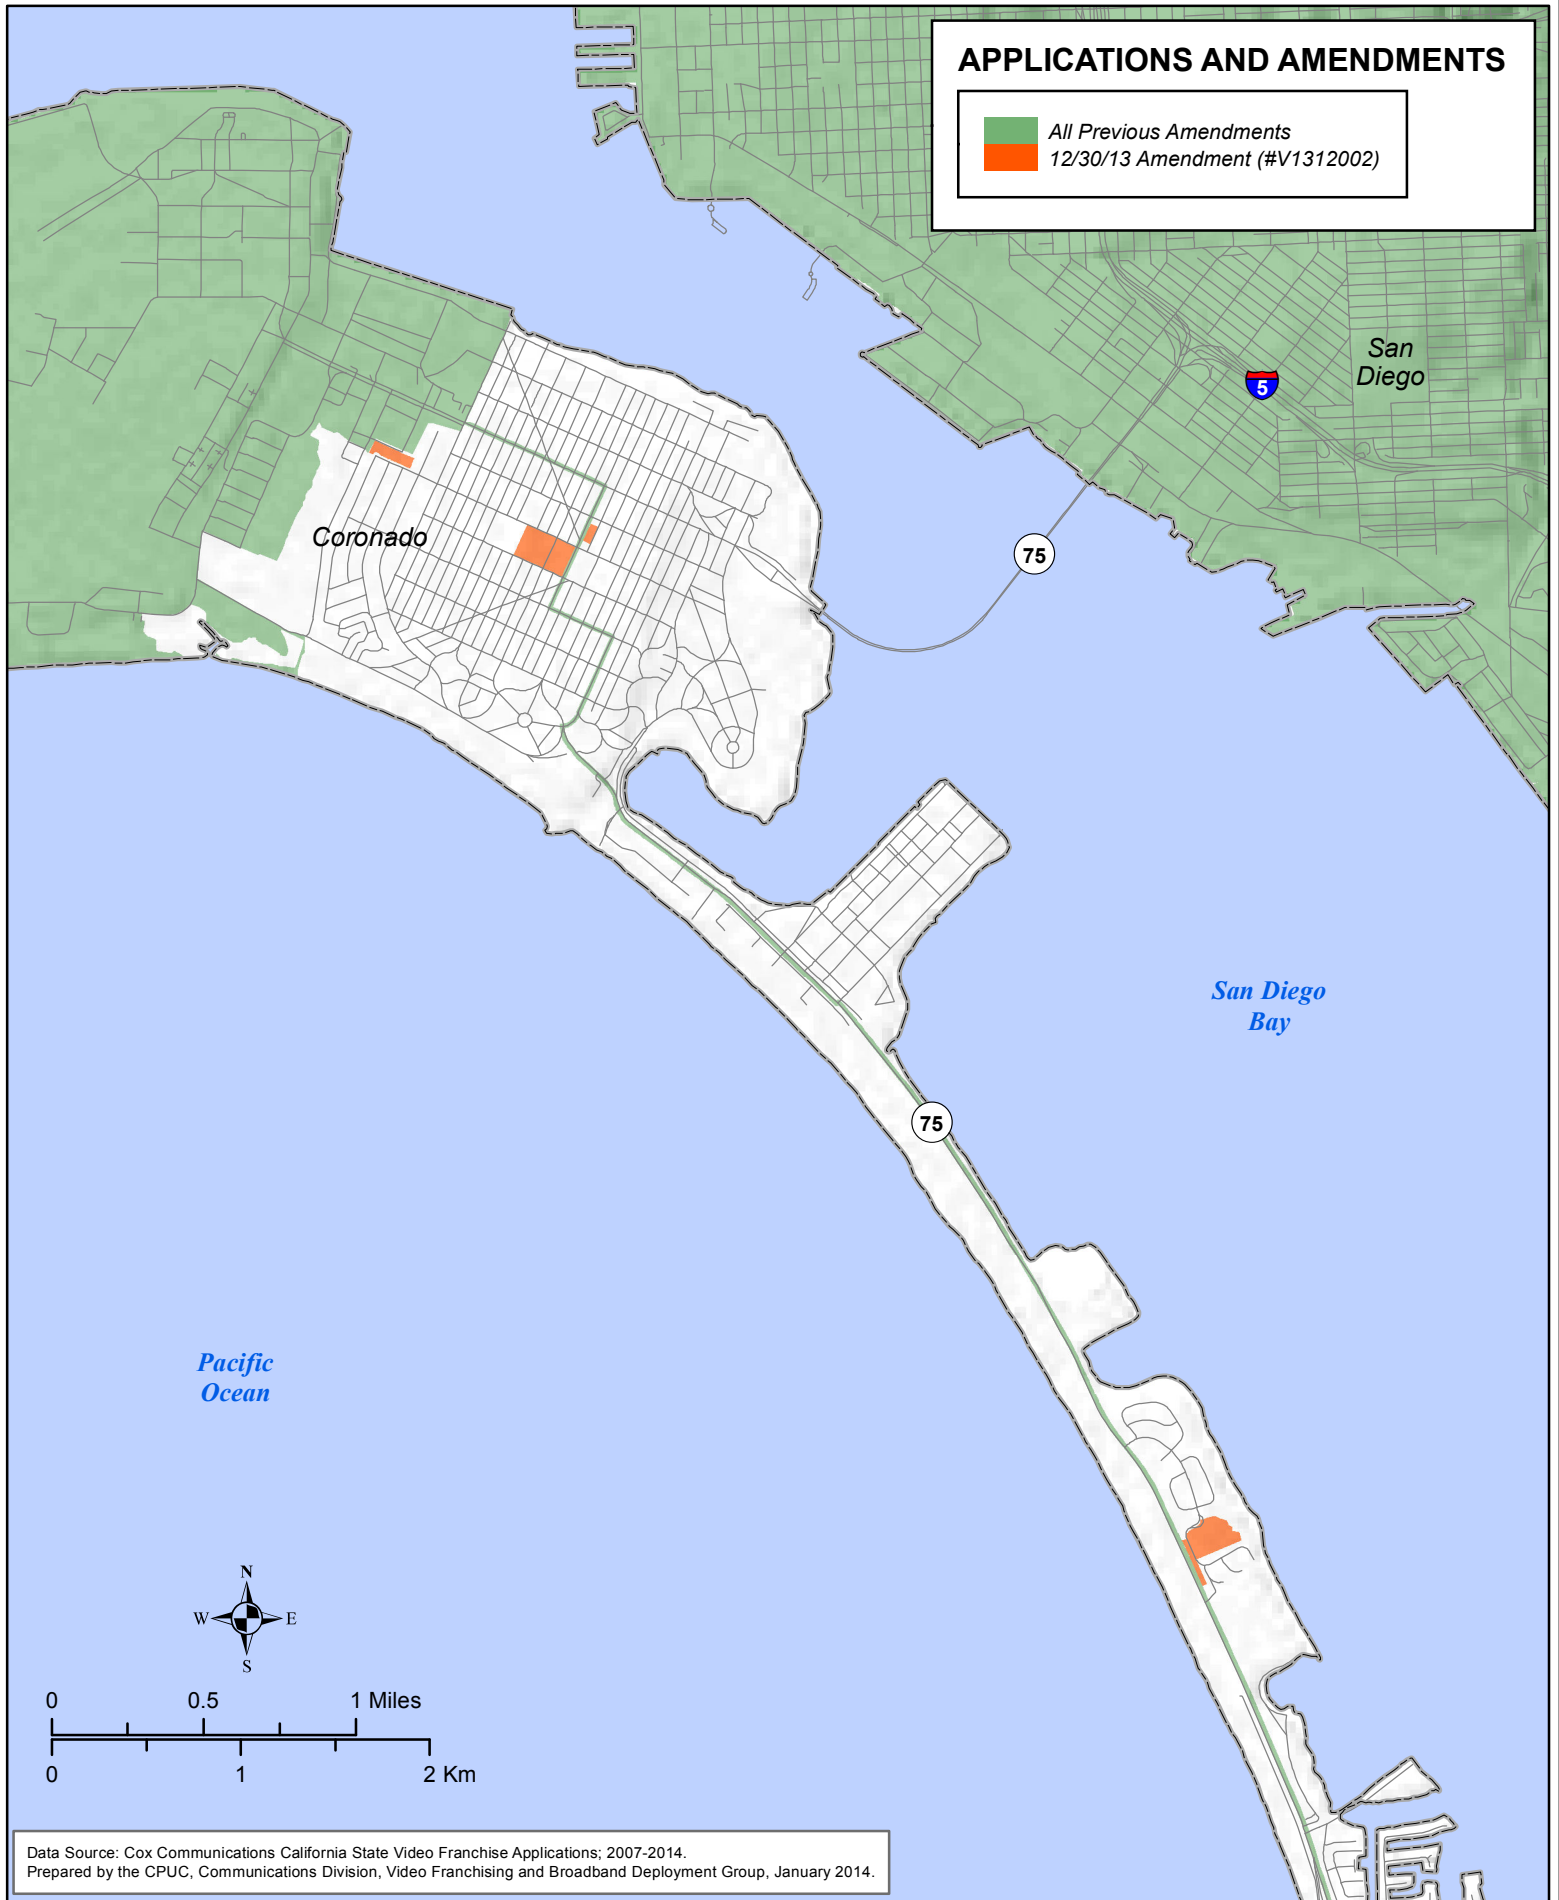 APPLICATIONS AND AMENDMENTS
All Previous Amendments
12/30/13 Amendment (#V1312002)
San
Diego
5
Coronado
75
San Diego
Bay
75
Pacific
Ocean
N
W E
S
0 0.5 1 Miles
0 1 2 Km
Data Source: Cox Communications California State Video Franchise Applications; 2007-2014.
Prepared by the CPUC, Communications Division, Video Franchising and Broadband Deployment Group, January 2014.